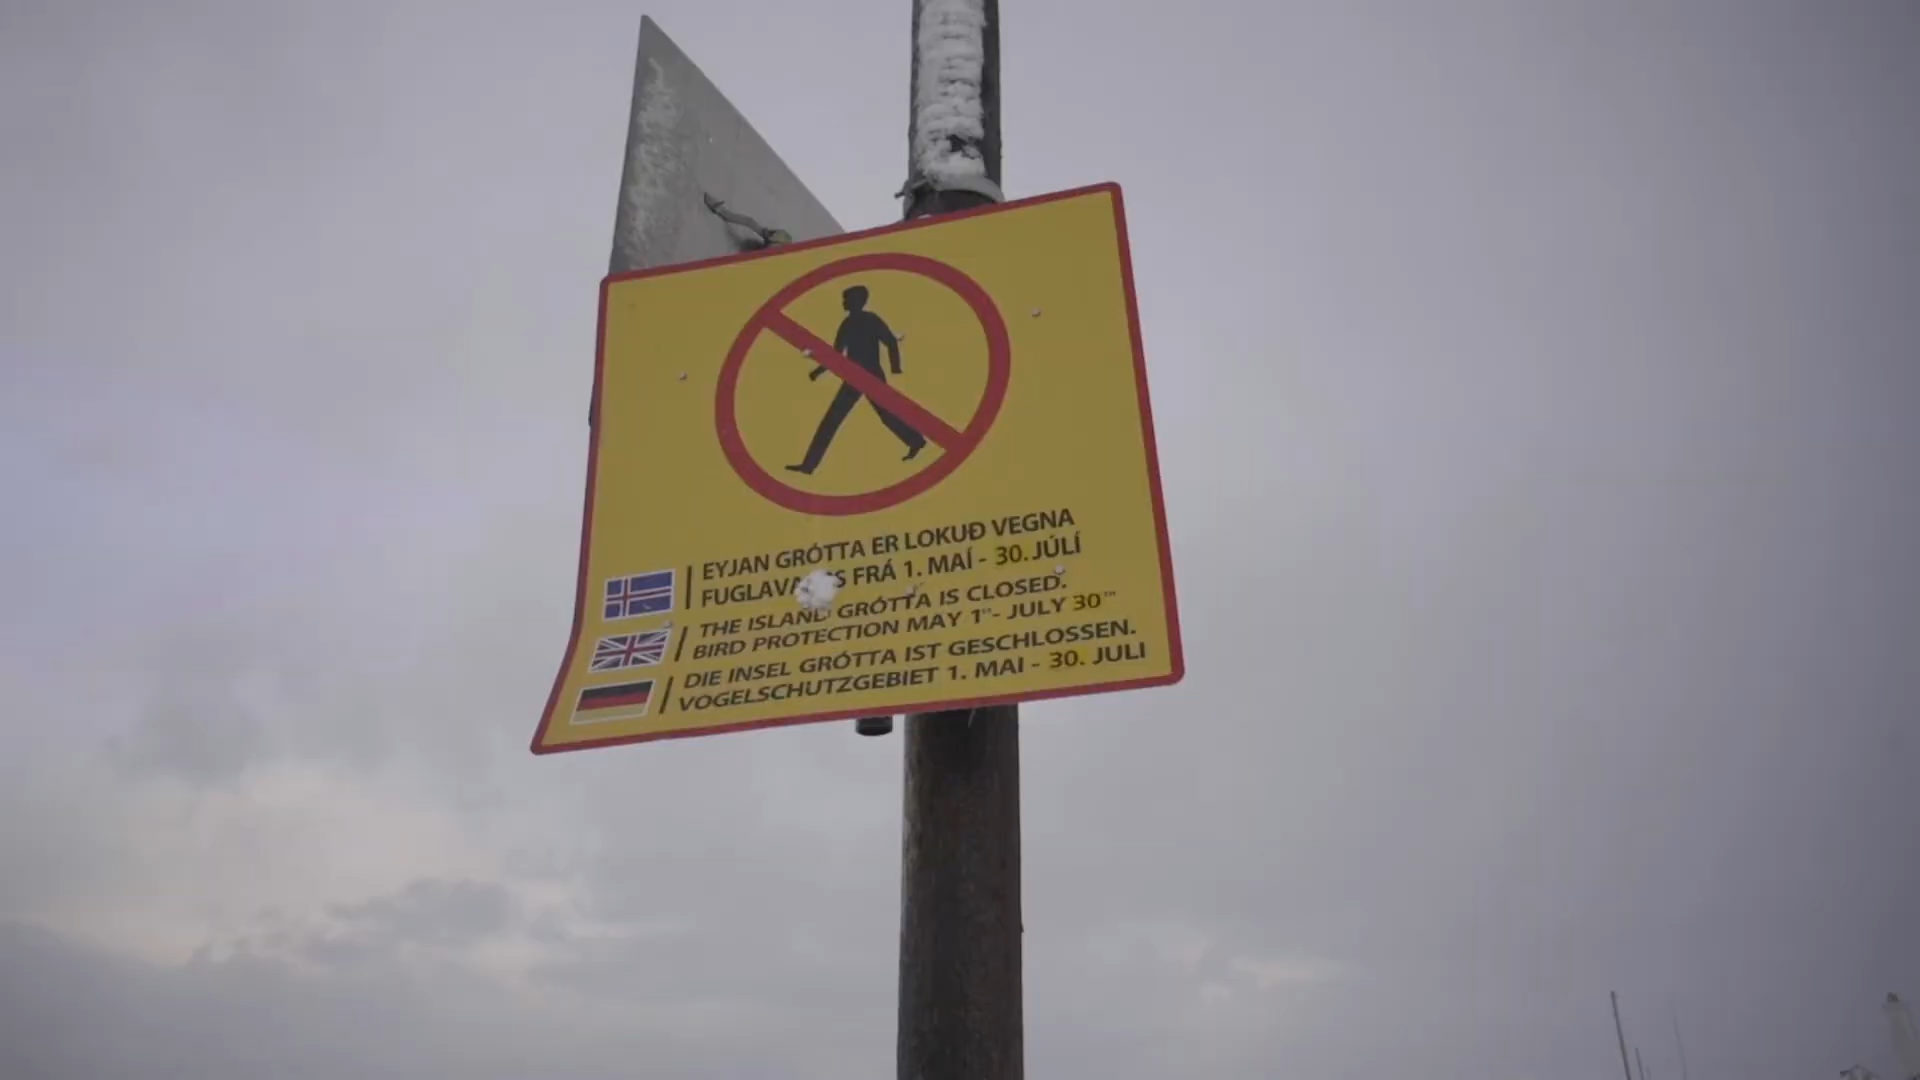 EYJAN GRÓTTA ER LOKUÐ VEGNA
FRÁ 1. MAÍ - 30. JÚLÍ
THE ISLAND GRÓTTA IS CLOSED.
BIRD PROTECTION MAY 1ST - JULY 30TH
DIE INSEL GRÓTTA IST GESCHLOSSEN.
VOGELSCHUTZGEBIET 1. MAI - 30. JULI